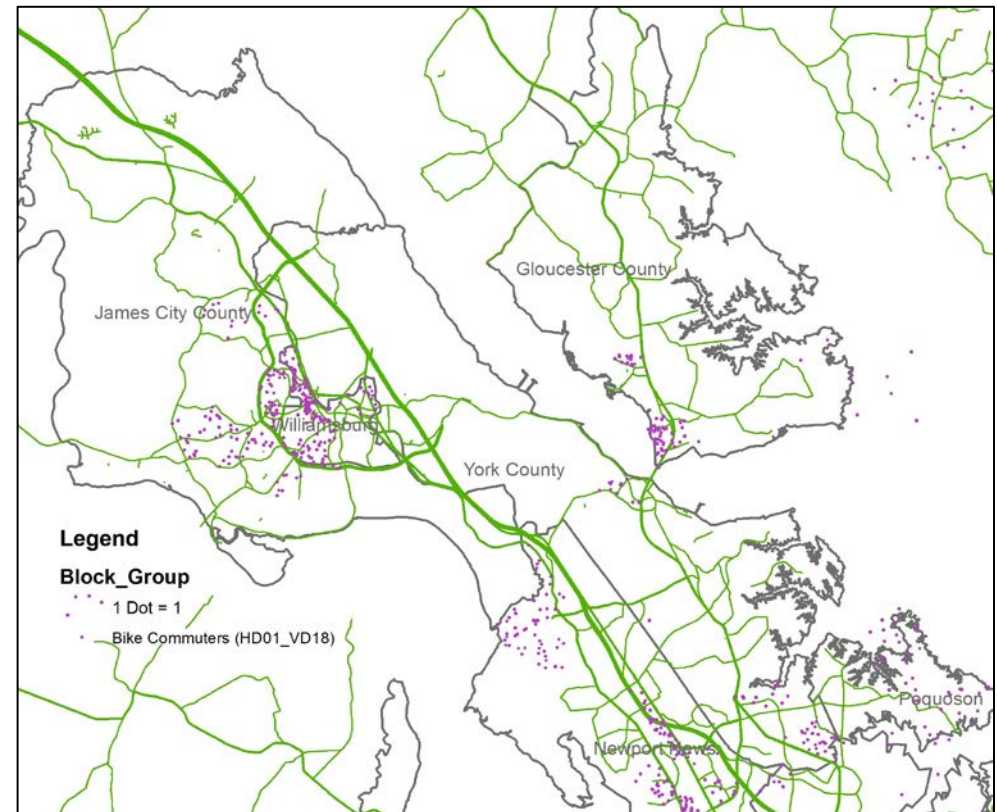 Gloucester County
James City County
Williamsburg
York County
Legend
Block_Group
1 Dot = 1
Bike Commuters (HD01_VD18)
Poquoson
Newport News